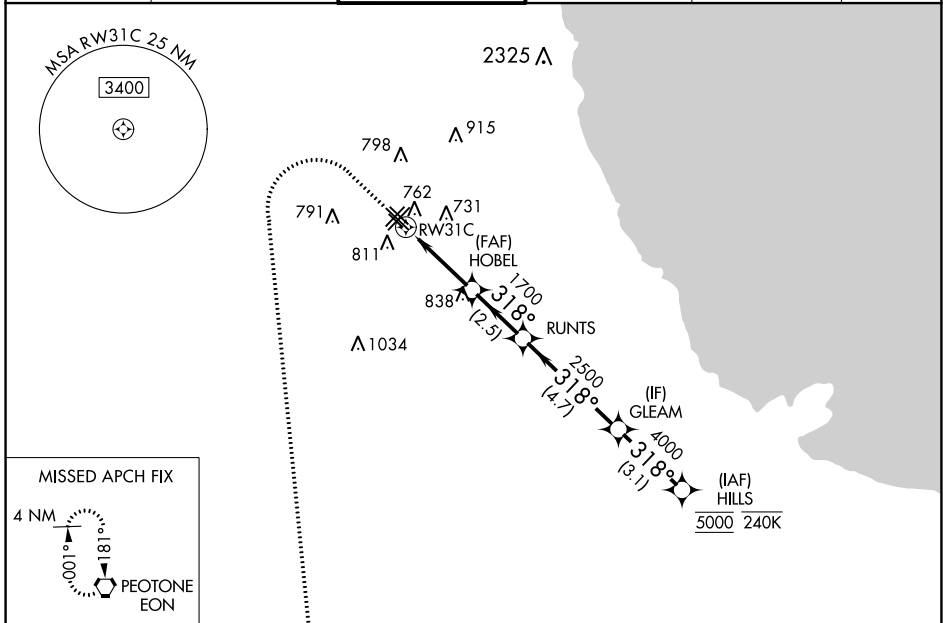 MSA RW31C 25 NM
3400
2325
915
798
762
731
791
RW31C
811
(FAF)
HOBEL
838
1700
318°
(2.5)
RUNTS
1034
2500
318°
(4.7)
(IF)
GLEAM
4000
318°
(3.1)
(IAF)
HILLS
5000 240K
MISSED APCH FIX
4 NM
001°
181°
PEOTONE
EON